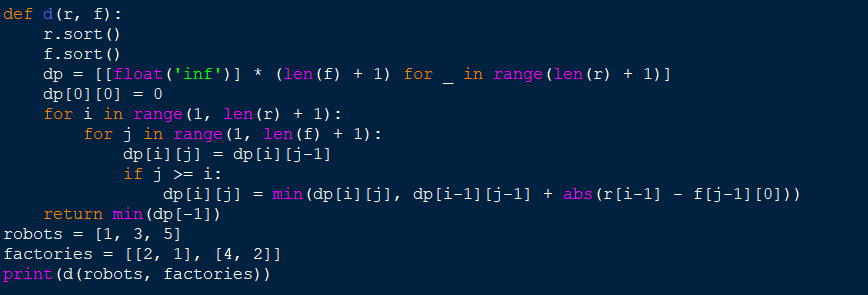 def d(r, f):
    r.sort()
    f.sort()
    dp = [[float('inf')] * (len(f) + 1) for _ in range(len(r) + 1)]
    dp[0][0] = 0
    for i in range(1, len(r) + 1):
        for j in range(1, len(f) + 1):
            dp[i][j] = dp[i][j-1]
            if j >= i:
                dp[i][j] = min(dp[i][j], dp[i-1][j-1] + abs(r[i-1] - f[j-1][0]))
    return min(dp[-1])
robots = [1, 3, 5]
factories = [[2, 1], [4, 2]]
print(d(robots, factories))